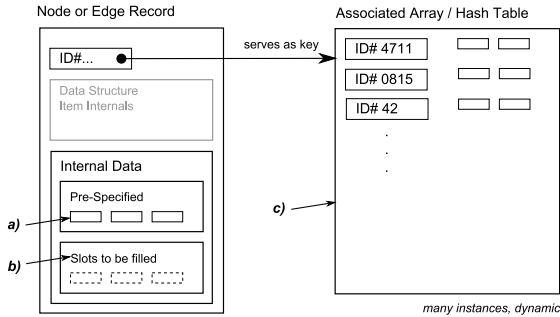 Node or Edge Record
ID#...
Data Structure
Item Internals
Internal Data
Pre-Specified
Slots to be filled
a)
b)
serves as key
Associated Array / Hash Table
ID# 4711
ID# 0815
ID# 42
.
.
.
c)
many instances, dynamic